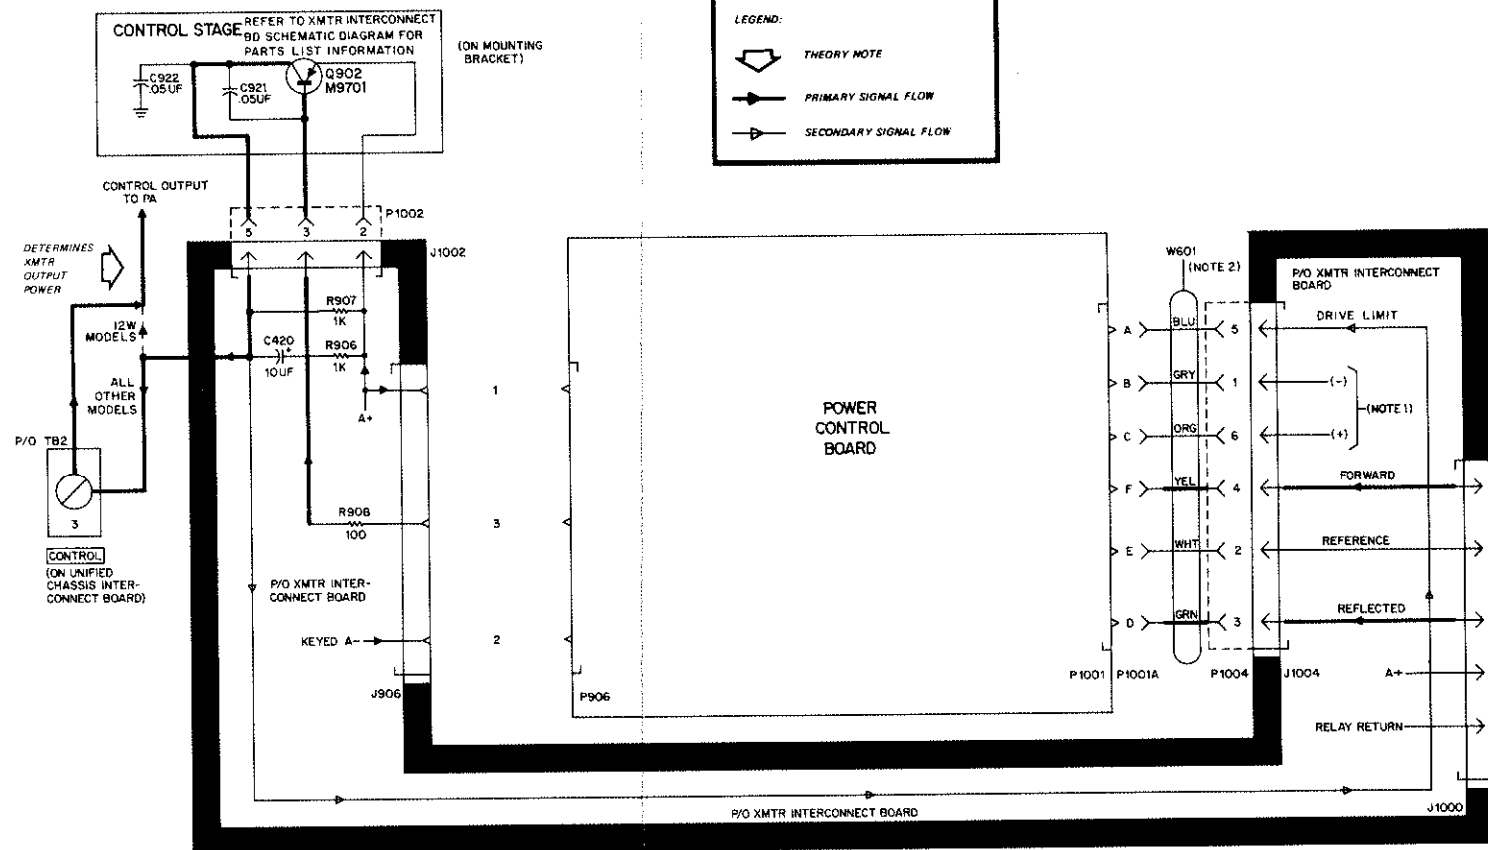 CONTROL STAGE
REFER TO XMTR INTERCONNECT
BD SCHEMATIC DIAGRAM FOR
PARTS LIST INFORMATION
(ON MOUNTING
BRACKET)
C922
.05UF
C921
.05UF
Q902
M9701
LEGEND:
THEORY NOTE
PRIMARY SIGNAL FLOW
SECONDARY SIGNAL FLOW
CONTROL OUTPUT
TO PA
P1002
5 3 2
J1002
DETERMINES
XMTR
OUTPUT
POWER
12W
MODELS
ALL
OTHER
MODELS
P/O TB2
3
CONTROL
(ON UNIFIED
CHASSIS INTER-
CONNECT BOARD)
R907
1K
C420
+
10UF
R906
1K
A+
R908
100
P/O XMTR INTER-
CONNECT BOARD
KEYED A-
J906
1
3
2
P906
POWER
CONTROL
BOARD
W601
(NOTE 2)
A BLU 5
B GRY 1
C ORG 6
F YEL 4
E WHT 2
D GRN 3
P1001
P1001A
P1004
J1004
P/O XMTR INTERCONNECT
BOARD
DRIVE LIMIT
(-)
(NOTE 1)
(+)
FORWARD
REFERENCE
REFLECTED
A+
RELAY RETURN
J1000
P/O XMTR INTERCONNECT BOARD